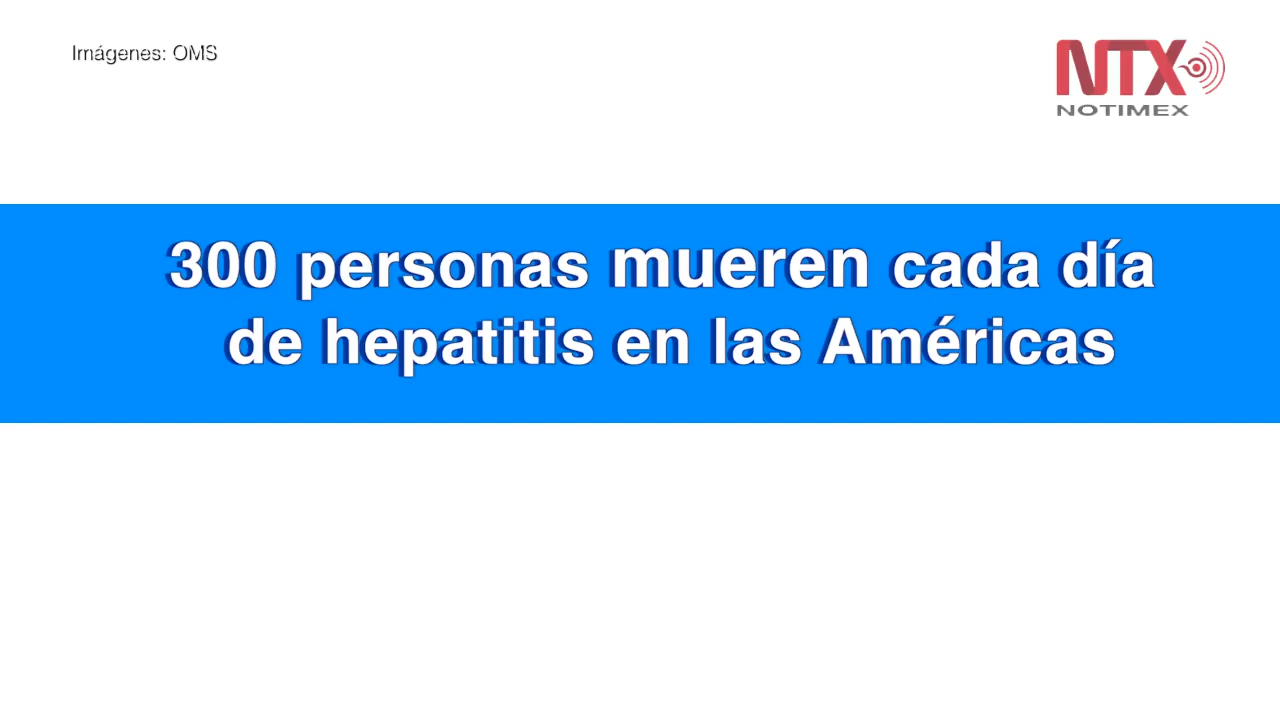 Imágenes: OMS
NTX
NOTIMEX
300 personas mueren cada día
de hepatitis en las Américas